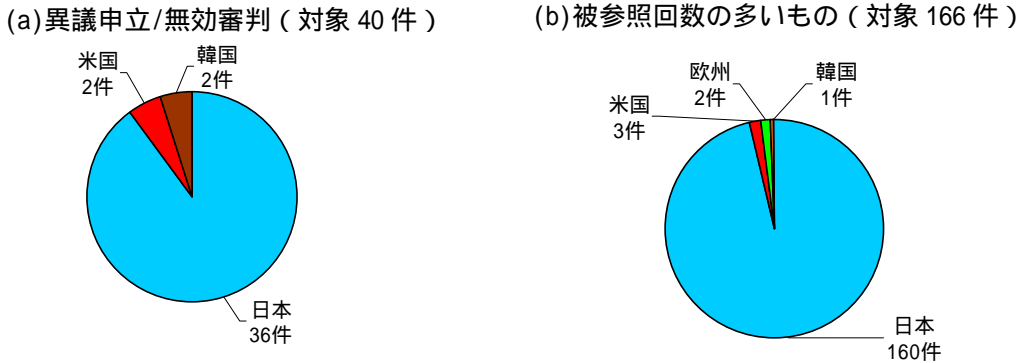 (a)異議申立/無効審判（対象 40 件）
米国
2件
韓国
2件
日本
36件
(b)被参照回数の多いもの（対象 166 件）
米国
3件
欧州
2件
韓国
1件
日本
160件